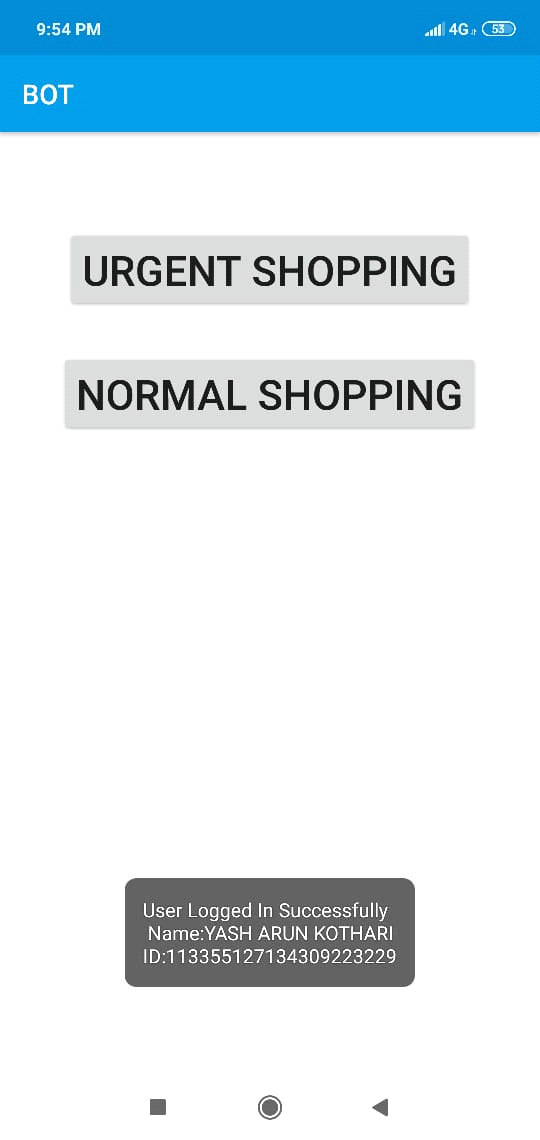 9:54 PM 4G 53
BOT
URGENT SHOPPING
NORMAL SHOPPING
User Logged In Successfully
Name:YASH ARUN KOTHARI
ID:113355127134309223229